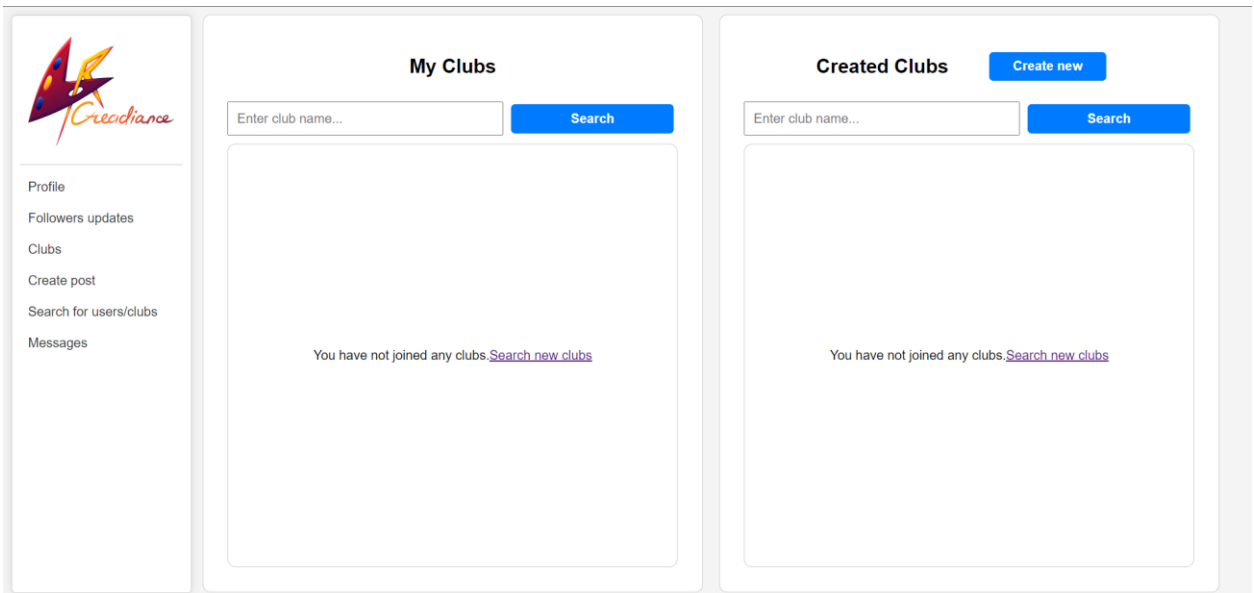 Creadiance
Profile
Followers updates
Clubs
Create post
Search for users/clubs
Messages
My Clubs
Enter club name...
Search
You have not joined any clubs.Search new clubs
Created Clubs
Create new
Enter club name...
Search
You have not joined any clubs.Search new clubs